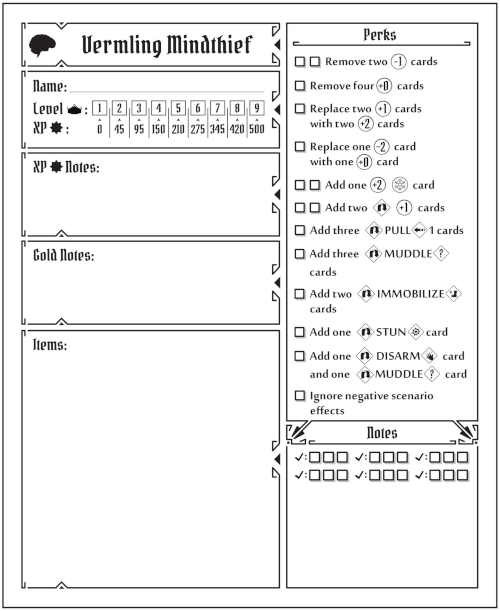 Vermling Mindthief
Name:
Level : 1 2 3 4 5 6 7 8 9
XP : 0 45 95 150 210 275 345 420 500
XP Notes:
Gold Notes:
Items:
Perks
Remove two -1 cards
Remove four +0 cards
Replace two +1
with two +2 cards
Replace one -2 card
with one +0 card
Add one +2 card
Add two +1 cards
Add three PULL 1 cards
Add three MUDDLE ?
cards
Add two IMMOBILIZE
cards
Add one STUN card
Add one DISARM card
and one MUDDLE ? card
Ignore negative scenario
effects
Notes
✓: ✓: ✓:
✓: ✓: ✓: